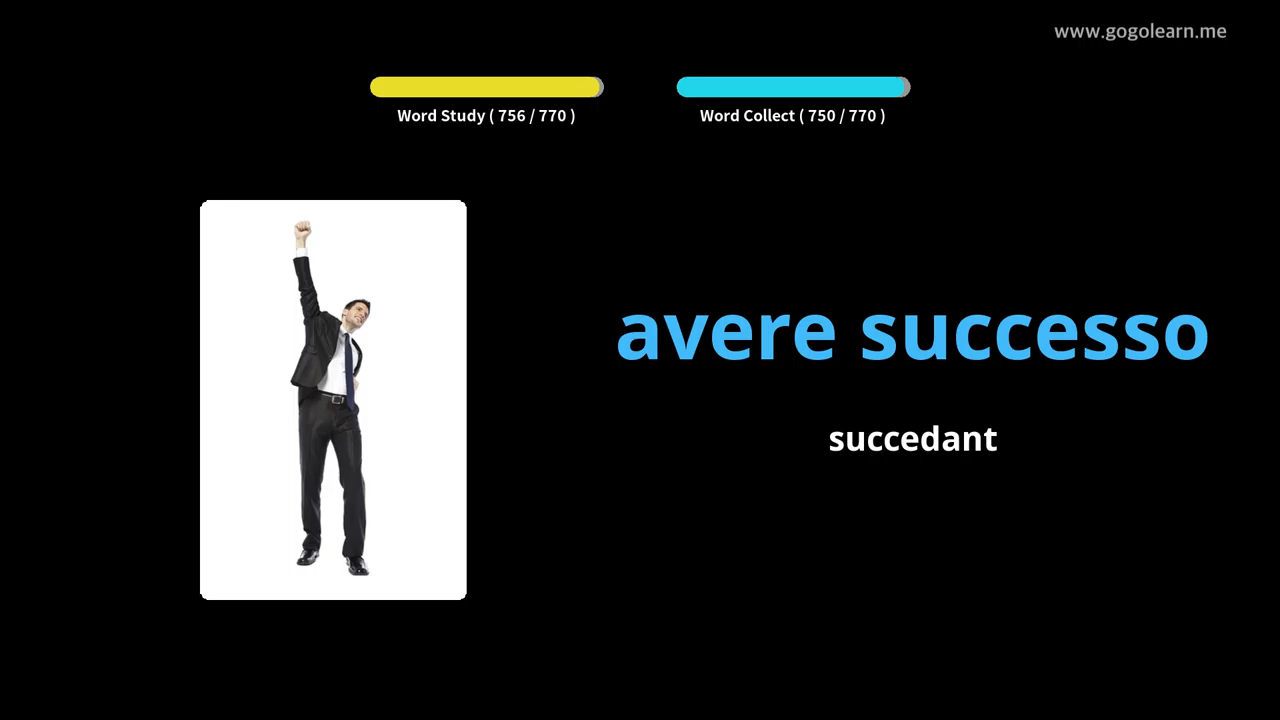 www.gogolearn.me
Word Study ( 756 / 770 )
Word Collect ( 750 / 770 )
avere successo
succedant